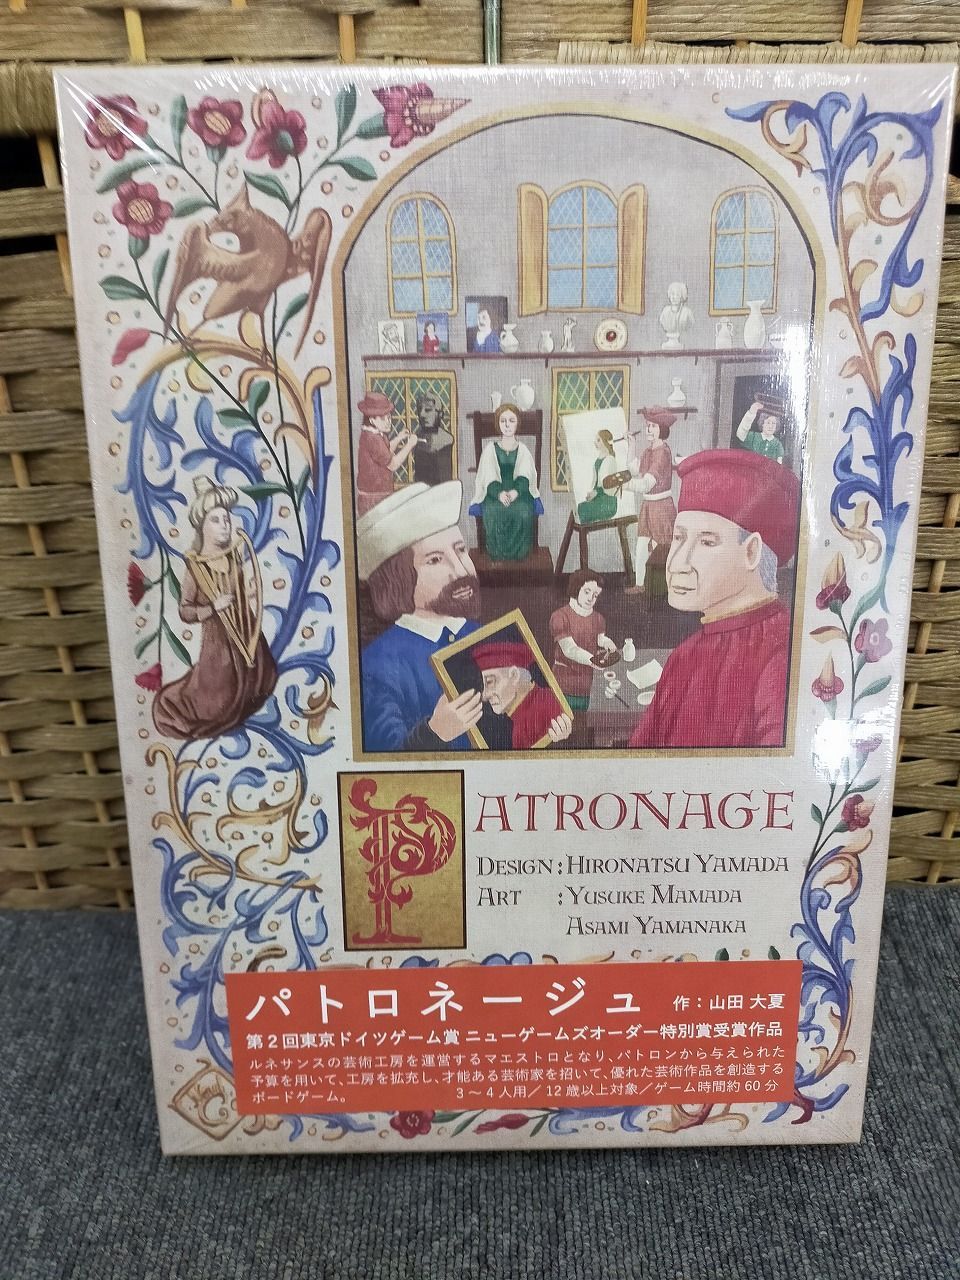 PATRONAGE
DESIGN : HIRONATSU YAMADA
ART : YUSUKE MAMADA
ASAMI YAMANAKA
パトロネージュ 作：山田 大夏
第2回東京ドイツゲーム賞 ニューゲームズオーダー特別賞受賞作品
ルネサンスの芸術工房を運営するマエストロとなり、パトロンから与えられた
予算を用いて、工房を拡充し、才能ある芸術家を招いて、優れた芸術作品を創造する
ボードゲーム。 3～4人用／12歳以上対象／ゲーム時間約60分